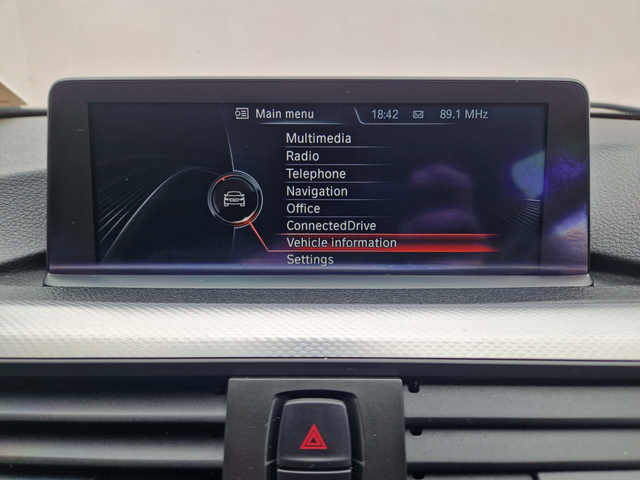 Main menu 18:42 89.1 MHz
Multimedia
Radio
Telephone
Navigation
Office
ConnectedDrive
Vehicle information
Settings